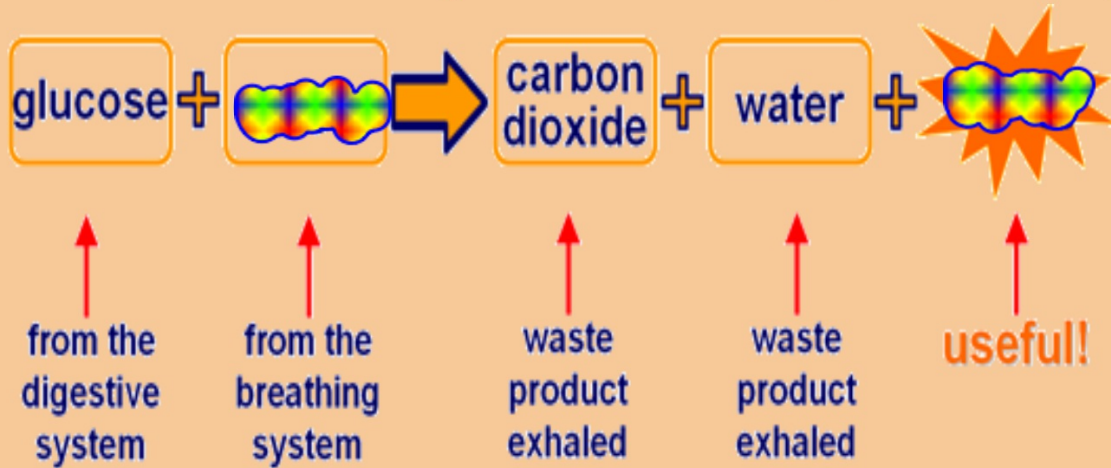 glucose + → carbon dioxide + water +
from the digestive system
from the breathing system
waste product exhaled
waste product exhaled
useful!